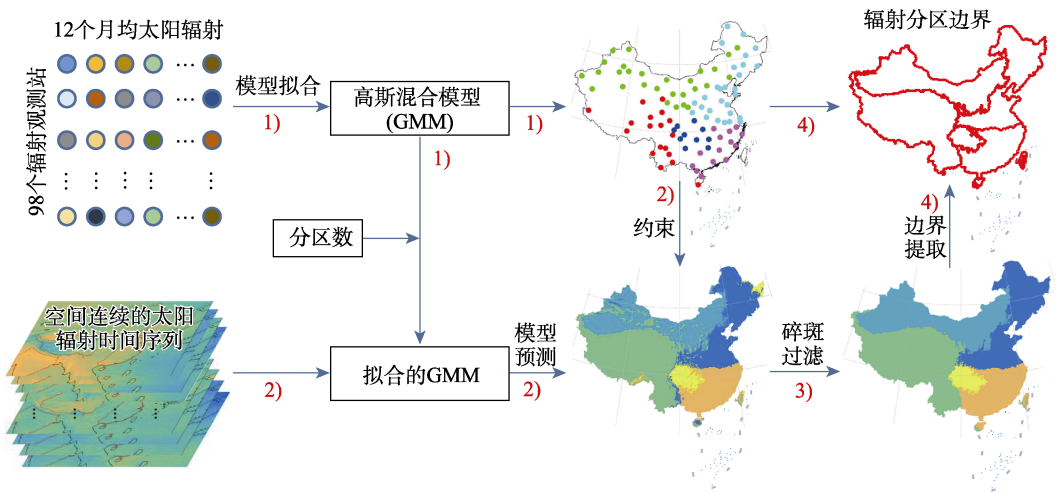 12个月均太阳辐射
98个辐射观测站
模型拟合
1)
高斯混合模型
(GMM)
1)
4)
辐射分区边界
1)
分区数
2)
约束
4)
边界
提取
空间连续的太阳
辐射时间序列
2)
拟合的GMM
模型
预测
2)
碎斑
过滤
3)